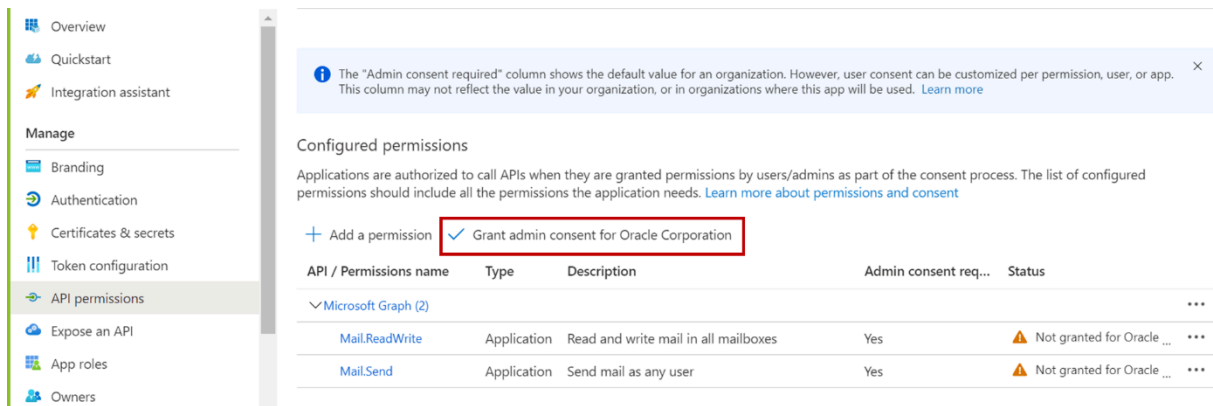 Overview
Quickstart
Integration assistant
Manage
Branding
Authentication
Certificates & secrets
Token configuration
API permissions
Expose an API
App roles
Owners
The "Admin consent required" column shows the default value for an organization. However, user consent can be customized per permission, user, or app.
This column may not reflect the value in your organization, or in organizations where this app will be used. Learn more
Configured permissions
Applications are authorized to call APIs when they are granted permissions by users/admins as part of the consent process. The list of configured
permissions should include all the permissions the application needs. Learn more about permissions and consent
Add a permission Grant admin consent for Oracle Corporation
API / Permissions name Type Description Admin consent req... Status
Microsoft Graph (2)
Mail.ReadWrite Application Read and write mail in all mailboxes Yes Not granted for Oracle ...
Mail.Send Application Send mail as any user Yes Not granted for Oracle ...